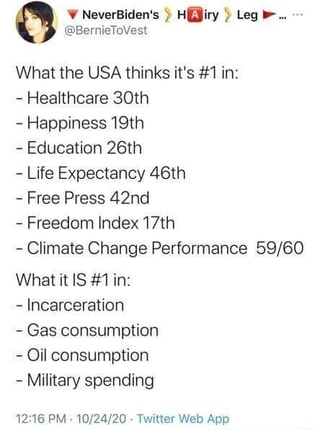 NeverBiden's HAiry Leg ...
@BernieToVest
What the USA thinks it's #1 in:
- Healthcare 30th
- Happiness 19th
- Education 26th
- Life Expectancy 46th
- Free Press 42nd
- Freedom Index 17th
- Climate Change Performance 59/60
What it IS #1 in:
- Incarceration
- Gas consumption
- Oil consumption
- Military spending
12:16 PM · 10/24/20 · Twitter Web App